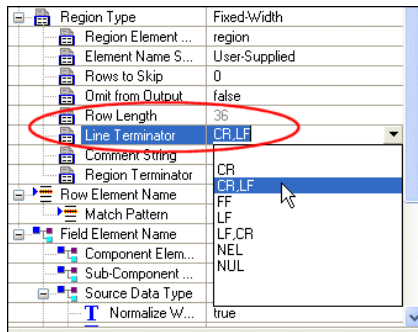 Region Type Fixed-Width
Region Element ... region
Element Name S... User-Supplied
Rows to Skip 0
Omit from Output false
Row Length 36
Line Terminator CR,LF
Comment String
Region Terminator
CR
CR,LF
FF
LF
LF,CR
NEL
NUL
Row Element Name
Match Pattern
Field Element Name
Component Elem...
Sub-Component ...
Source Data Type
T Normalize W... true